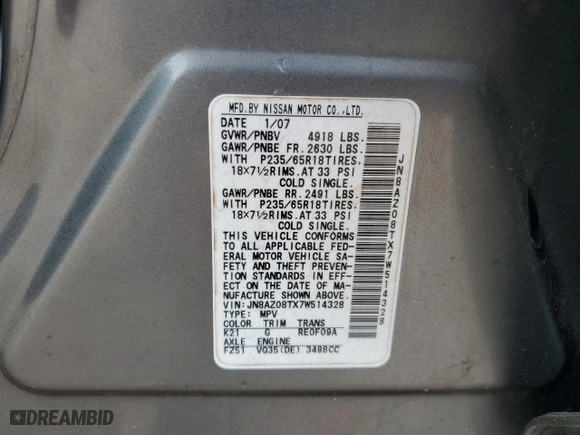 MFD.BY NISSAN MOTOR CO.,LTD.
DATE 1/07
GVWR/PNBV 4918 LBS.
GAWR/PNBE FR. 2630 LBS.
WITH P235/65R18TIRES.
18X7½RIMS.AT 33 PSI
COLD SINGLE.
GAWR/PNBE RR. 2491 LBS.
WITH P235/65R18TIRES.
18X7½RIMS.AT 33 PSI
COLD SINGLE.
THIS VEHICLE CONFORMS
TO ALL APPLICABLE FED-
ERAL MOTOR VEHICLE SA-
FETY AND THEFT PREVEN-
TION STANDARDS IN EFF-
ECT ON THE DATE OF MA-
NUFACTURE SHOWN ABOVE.
VIN:JN8AZ08TX7W514328
TYPE: MPV
COLOR TRIM TRANS
K21 G RE0F09A
AXLE ENGINE
FZ51 VQ35(DE) 3498CC
JN8AZ08TX7W514328
DREAMBID